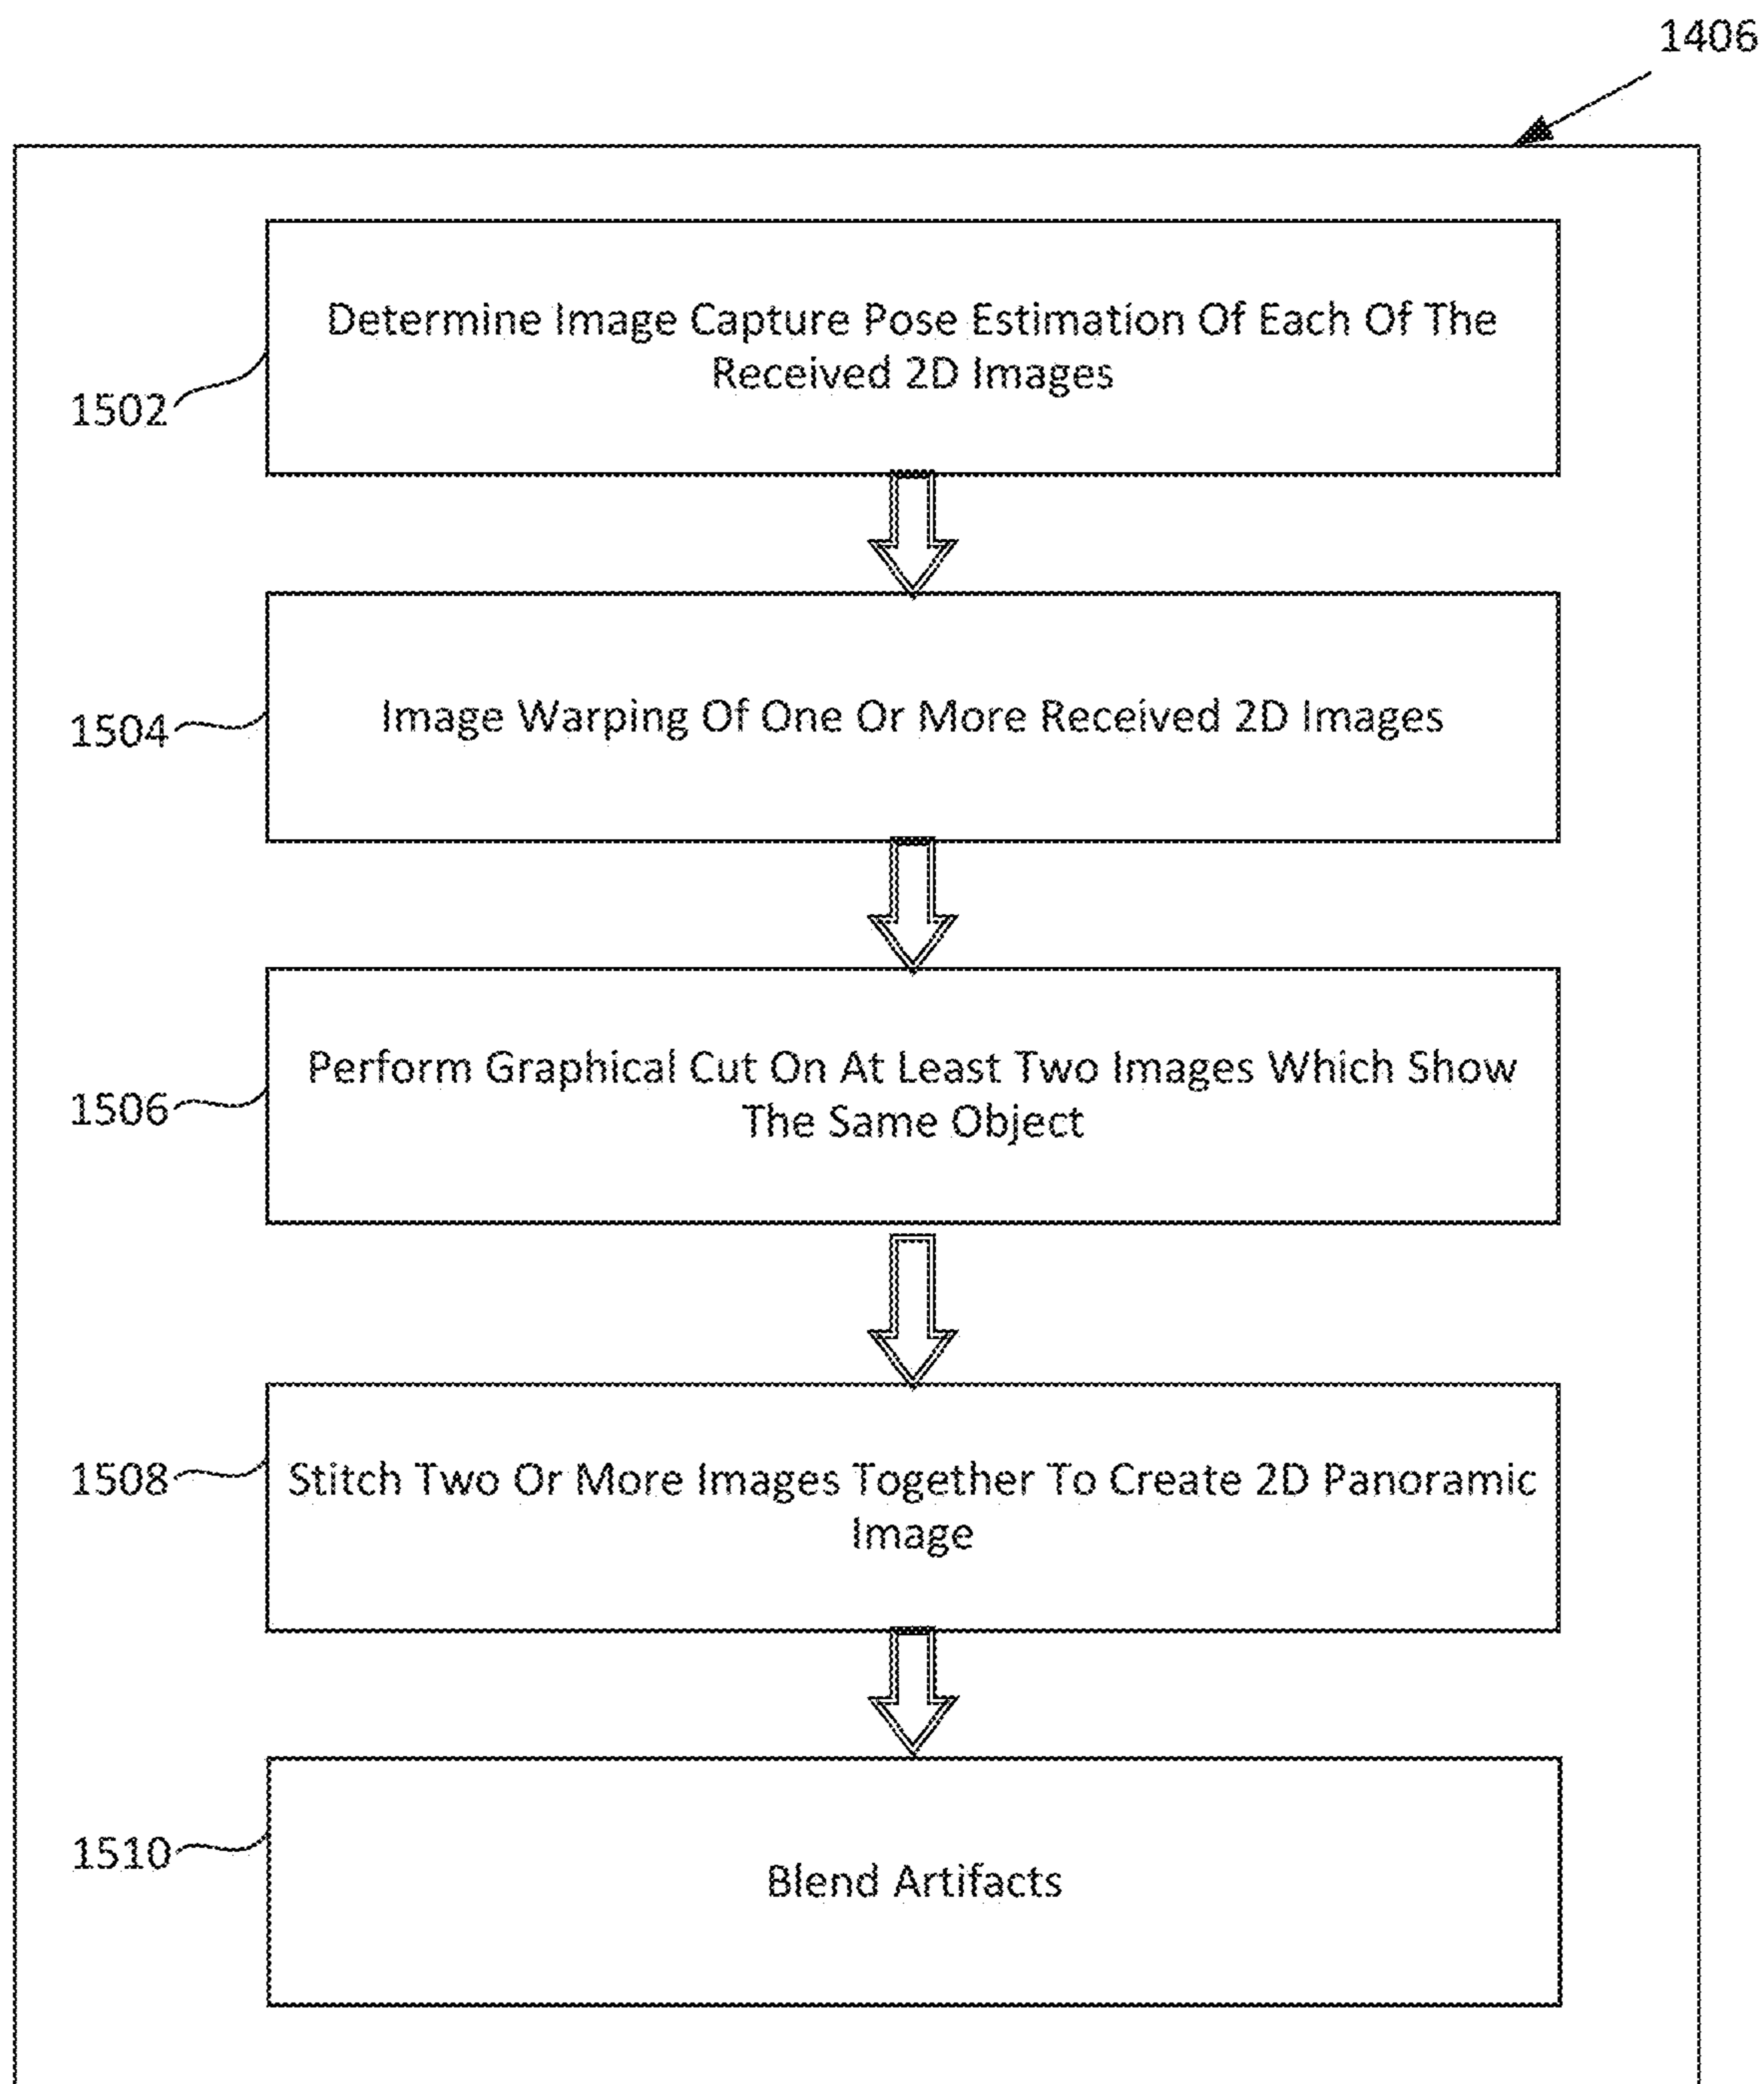 1406
Determine Image Capture Pose Estimation Of Each Of The
Received 2D Images
1502
Image Warping Of One Or More Received 2D Images
1504
Perform Graphical Cut On At Least Two Images Which Show
The Same Object
1506
Stitch Two Or More Images Together To Create 2D Panoramic
Image
1508
Blend Artifacts
1510